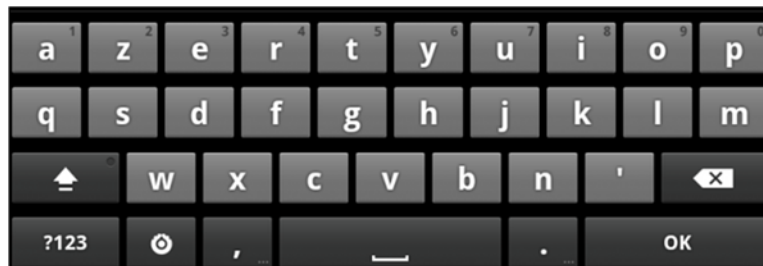 a 1 z 2 e 3 r 4 t 5 y 6 u 7 i 8 o 9 p 0
q s d f g h j k l m
w x c v b n '
?123 , ... . ... OK